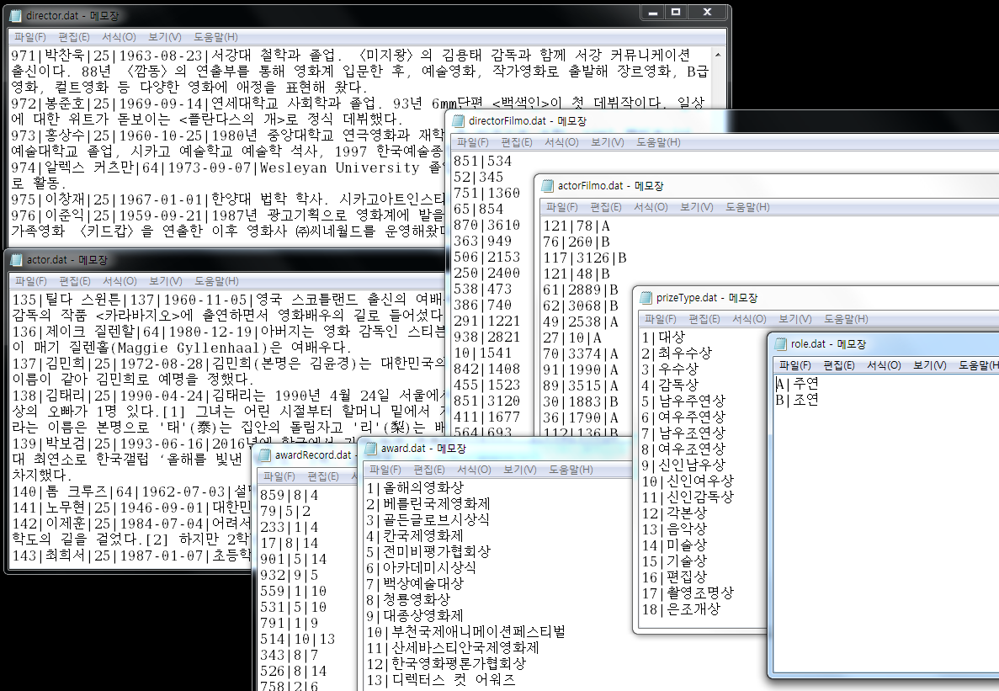 director.dat - 메모장
파일(F) 편집(E) 서식(O) 보기(V) 도움말(H)
971|박찬욱|25|1963-08-23|서강대 철학과 졸업. 〈미지왕〉의 김용태 감독과 함께 서강 커뮤니케이션
출신이다. 88년 〈깜동〉의 연출부를 통해 영화계 입문한 후, 예술영화, 작가영화로 출발해 장르영화, B급
영화, 컬트영화 등 다양한 영화에 애정을 표현해 왔다.
972|봉준호|25|1969-09-14|연세대학교 사회학과 졸업. 93년 6mm단편 <백색인>이 첫 데뷔작이다. 일상
에 대한 위트가 돋보이는 <플란다스의 개>로 정식 데뷔했다.
973|홍상수|25|1960-10-25|1980년 중앙대학교 연극영화과 재학
예술대학교 졸업, 시카고 예술학교 예술학 석사, 1997 한국예술종
974|알렉스 커츠만|64|1973-09-07|Wesleyan University 졸
로 활동.
975|이창재|25|1967-01-01|한양대 법학 학사. 시카고아트인스티
976|이준익|25|1959-09-21|1987년 광고기획으로 영화계에 발을
가족영화 〈키드캅〉을 연출한 이후 영화사 ㈜씨네월드를 운영해왔
directorFilmo.dat - 메모장
파일(F) 편집(E) 서식(O) 보기(V) 도움말(H)
851|534
52|345
751|1360
65|854
870|3610
363|949
506|2153
250|2400
538|473
386|740
291|1221
938|2821
10|1541
842|1408
455|1523
851|3120
411|1677
564|693
actorFilmo.dat - 메모장
파일(F) 편집(E) 서식(O) 보기(V) 도움말(H)
121|78|A
76|260|B
117|3126|B
121|48|B
61|2889|B
62|3068|B
49|2538|A
27|10|A
70|3374|A
91|1990|A
89|3515|A
30|1883|B
36|1790|A
112|136|B
actor.dat - 메모장
파일(F) 편집(E) 서식(O) 보기(V) 도움말(H)
135|틸다 스윈튼|137|1960-11-05|영국 스코틀랜드 출신의 여배
감독의 작품 <카라바지오>에 출연하면서 영화배우의 길로 들어섰다
136|제이크 질렌할|64|1980-12-19|아버지는 영화 감독인 스티븐
이 매기 질렌홀(Maggie Gyllenhaal)은 여배우다.
137|김민희|25|1972-08-28|김민희(본명은 김윤경)는 대한민국의
이름이 같아 김민희로 예명을 정했다.
138|김태리|25|1990-04-24|김태리는 1990년 4월 24일 서울에서
상의 오빠가 1명 있다.[1] 그녀는 어린 시절부터 할머니 밑에서
라는 이름은 본명으로 '태'(泰)는 집안의 돌림자고 '리'(梨)는
139|박보검|25|1993-06-16|2016년에
대 최연소로 한국갤럽 ‘올해를 빛낸
차지했다.
140|톰 크루즈|64|1962-07-03|설
141|노무현|25|1946-09-01|대한민
142|이제훈|25|1984-07-04|어려서
학도의 길을 걸었다.[2] 하지만 2학
143|최희서|25|1987-01-07|초등학
prizeType.dat - 메모장
파일(F) 편집(E) 서식(O) 보기(V) 도움말(H)
1|대상
2|최우수상
3|우수상
4|감독상
5|남우주연상
6|여우주연상
7|남우조연상
8|여우조연상
9|신인남우상
10|신인여우상
11|신인감독상
12|각본상
13|음악상
14|미술상
15|기술상
16|편집상
17|촬영조명상
18|은조개상
role.dat - 메모장
파일(F) 편집(E) 서식(O) 보기(V) 도움말(H
A|주연
B|조연
awardRecord.dat -
파일(F) 편집(E)
859|8|4
79|5|2
233|1|4
17|8|14
901|5|14
932|9|5
559|1|10
531|5|10
791|1|9
514|10|13
343|8|7
526|8|14
758|2|6
award.dat - 메모장
파일(F) 편집(E) 서식(O) 보기(V) 도움말(H)
1|올해의영화상
2|베를린국제영화제
3|골든글로브시상식
4|칸국제영화제
5|전미비평가협회상
6|아카데미시상식
7|백상예술대상
8|청룡영화상
9|대종상영화제
10|부천국제애니메이션페스티벌
11|산세바스티안국제영화제
12|한국영화평론가협회상
13|디렉터스 컷 어워즈